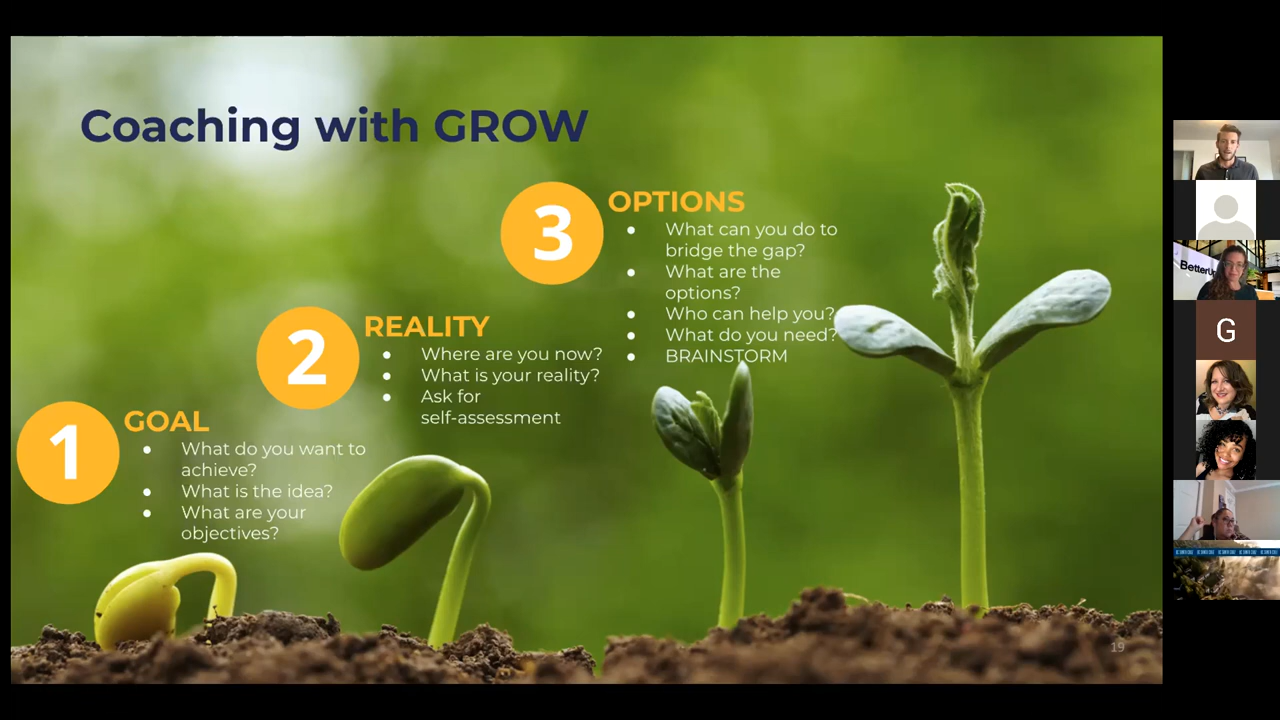 Coaching with GROW
1
GOAL
● What do you want to
achieve?
● What is the idea?
● What are your
objectives?
2
REALITY
● Where are you now?
● What is your reality?
● Ask for
self-assessment
3
OPTIONS
● What can you do to
bridge the gap?
● What are the
options?
● Who can help you?
● What do you need?
● BRAINSTORM
19
G